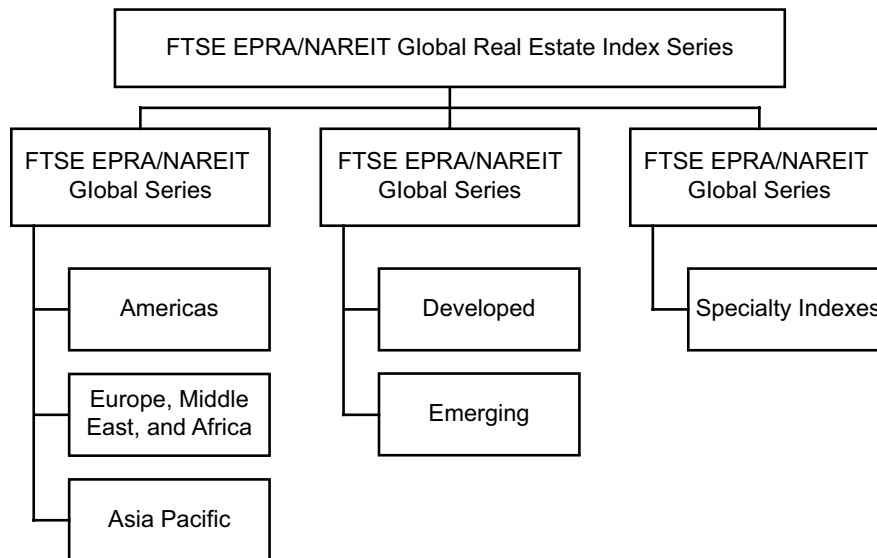 FTSE EPRA/NAREIT Global Real Estate Index Series
FTSE EPRA/NAREIT
Global Series
Americas
Europe, Middle
East, and Africa
Asia Pacific
FTSE EPRA/NAREIT
Global Series
Developed
Emerging
FTSE EPRA/NAREIT
Global Series
Specialty Indexes